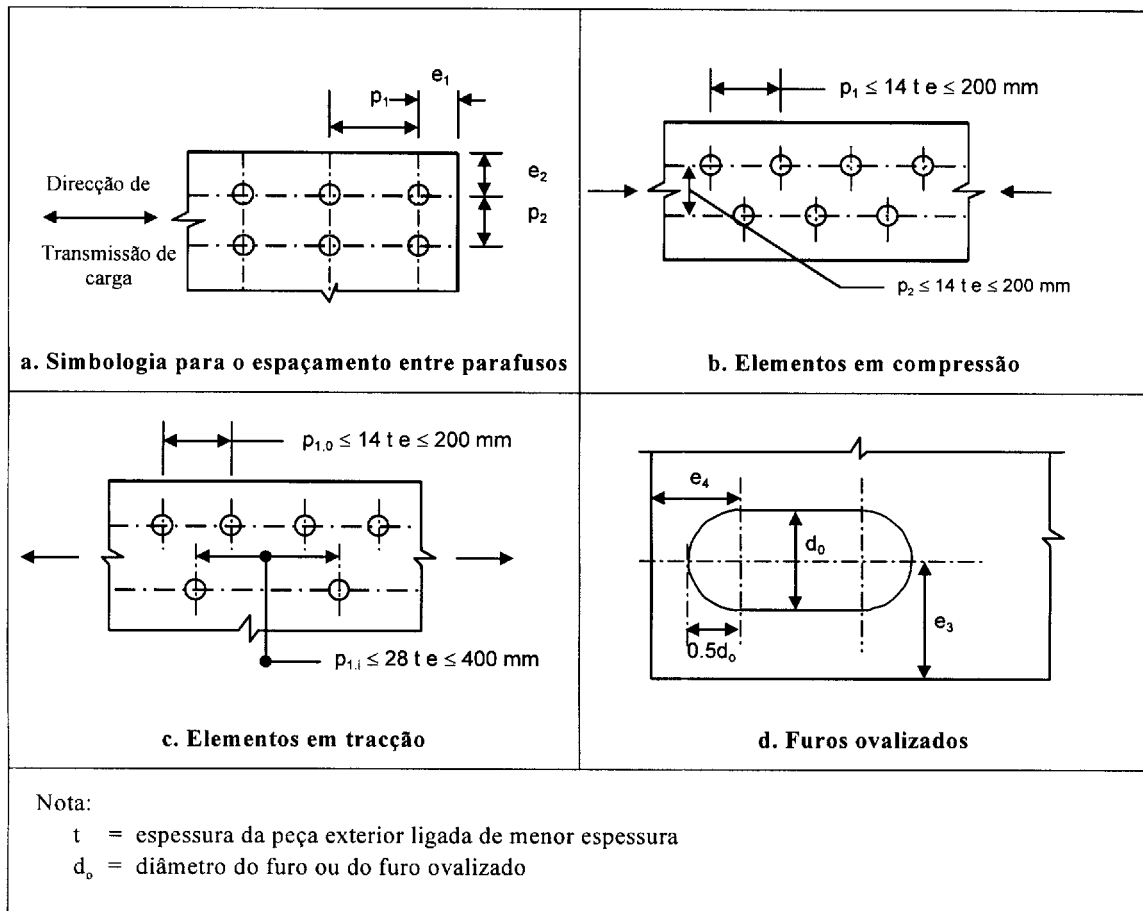 e₁
p₁
e₂
p₂
Direcção de
Transmissão de
carga
a. Simbologia para o espaçamento entre parafusos
p₁ ≤ 14 t e ≤ 200 mm
p₂ ≤ 14 t e ≤ 200 mm
b. Elementos em compressão
p₁,₀ ≤ 14 t e ≤ 200 mm
p₁.ᵢ ≤ 28 t e ≤ 400 mm
c. Elementos em tracção
e₄
d₀
e₃
0.5dₒ
d. Furos ovalizados
Nota:
t = espessura da peça exterior ligada de menor espessura
dₒ = diâmetro do furo ou do furo ovalizado